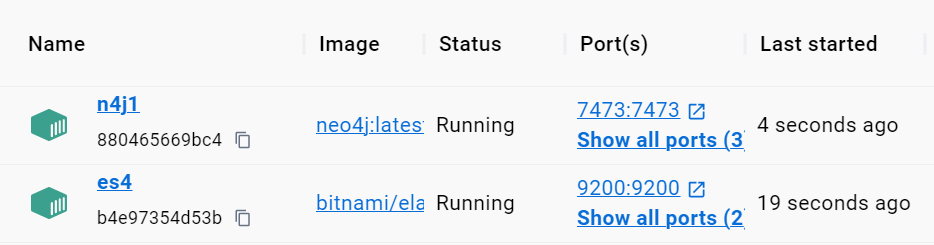 Name Image Status Port(s) Last started
n4j1
880465669bc4
neo4j:lates
Running
7473:7473
Show all ports (3
4 seconds ago
es4
b4e97354d53b
bitnami/ela
Running
9200:9200
Show all ports (2
19 seconds ago